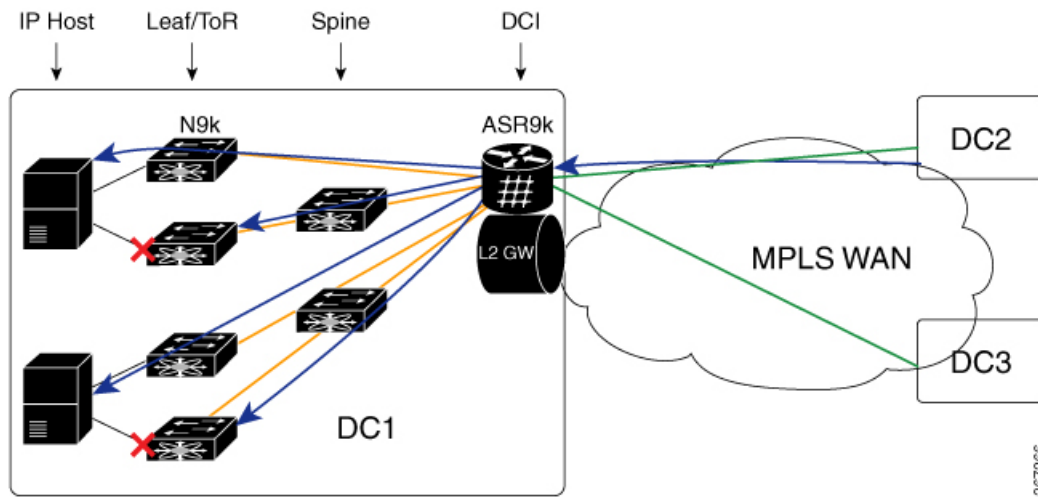 IP Host
Leaf/ToR
Spine
DCI
N9k
ASR9k
DC2
L2 GW
MPLS WAN
DC3
DC1